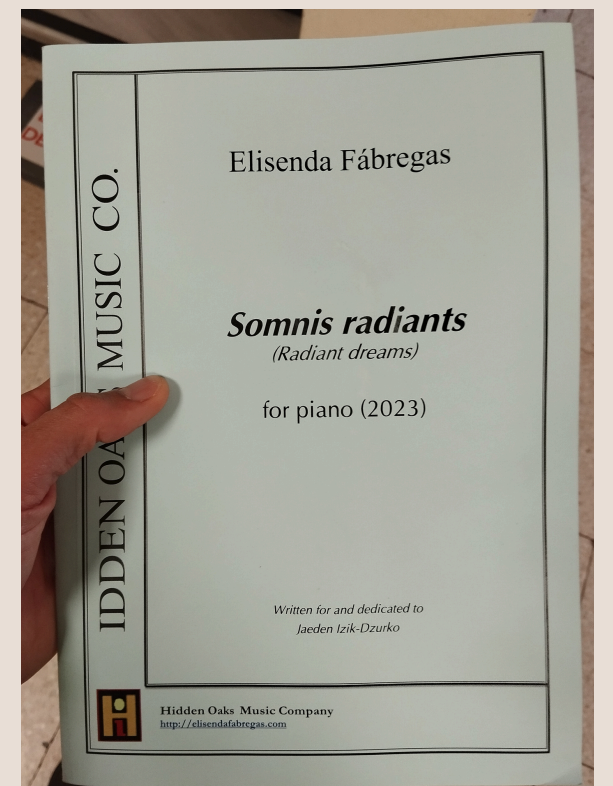 Elisenda Fábregas
Somnis radiants
(Radiant dreams)
for piano (2023)
Written for and dedicated to
Jaeden Izik-Dzurko
IDDEN MUSIC CO.
Hidden Oaks Music Company
http://elisendafabregas.com